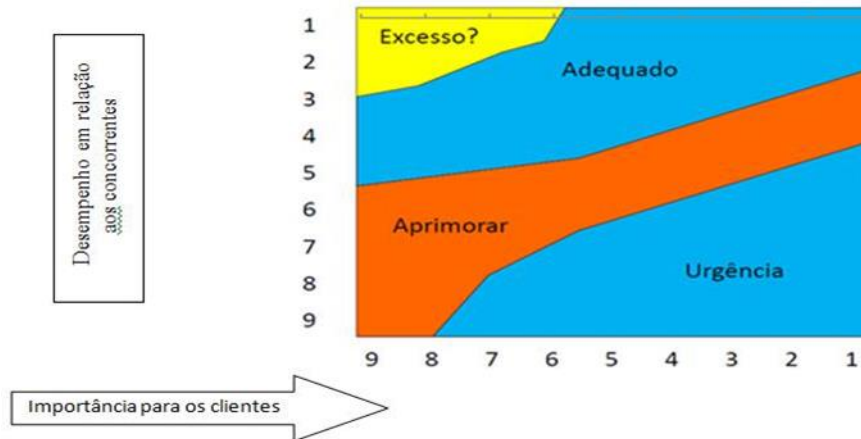 Desempenho em relação
aos concorrentes
1
2
3
4
5
6
7
8
9
Excesso?
Adequado
Aprimorar
Urgência
9 8 7 6 5 4 3 2 1
Importância para os clientes